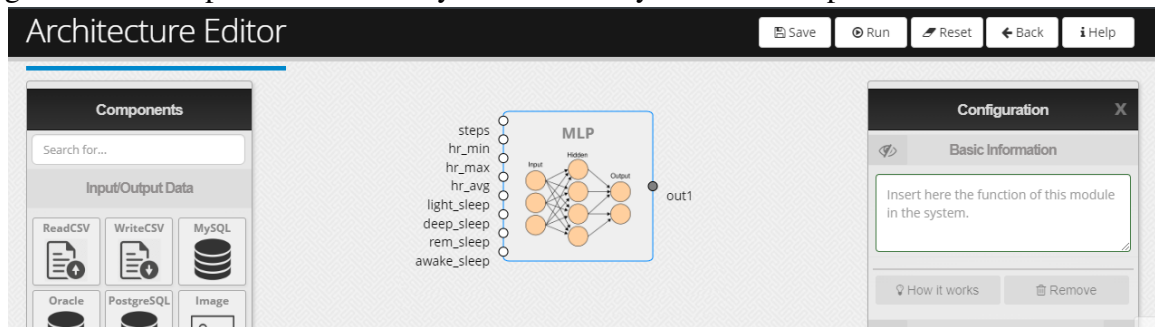 Architecture Editor
Save
Run
Reset
Back
Help
Components
Search for...
Input/Output Data
ReadCSV
WriteCSV
MySQL
Oracle
PostgreSQL
Image
steps
hr_min
hr_max
hr_avg
light_sleep
deep_sleep
rem_sleep
awake_sleep
MLP
Input
Hidden
Output
out1
Configuration
X
Basic Information
Insert here the function of this module
in the system.
How it works
Remove